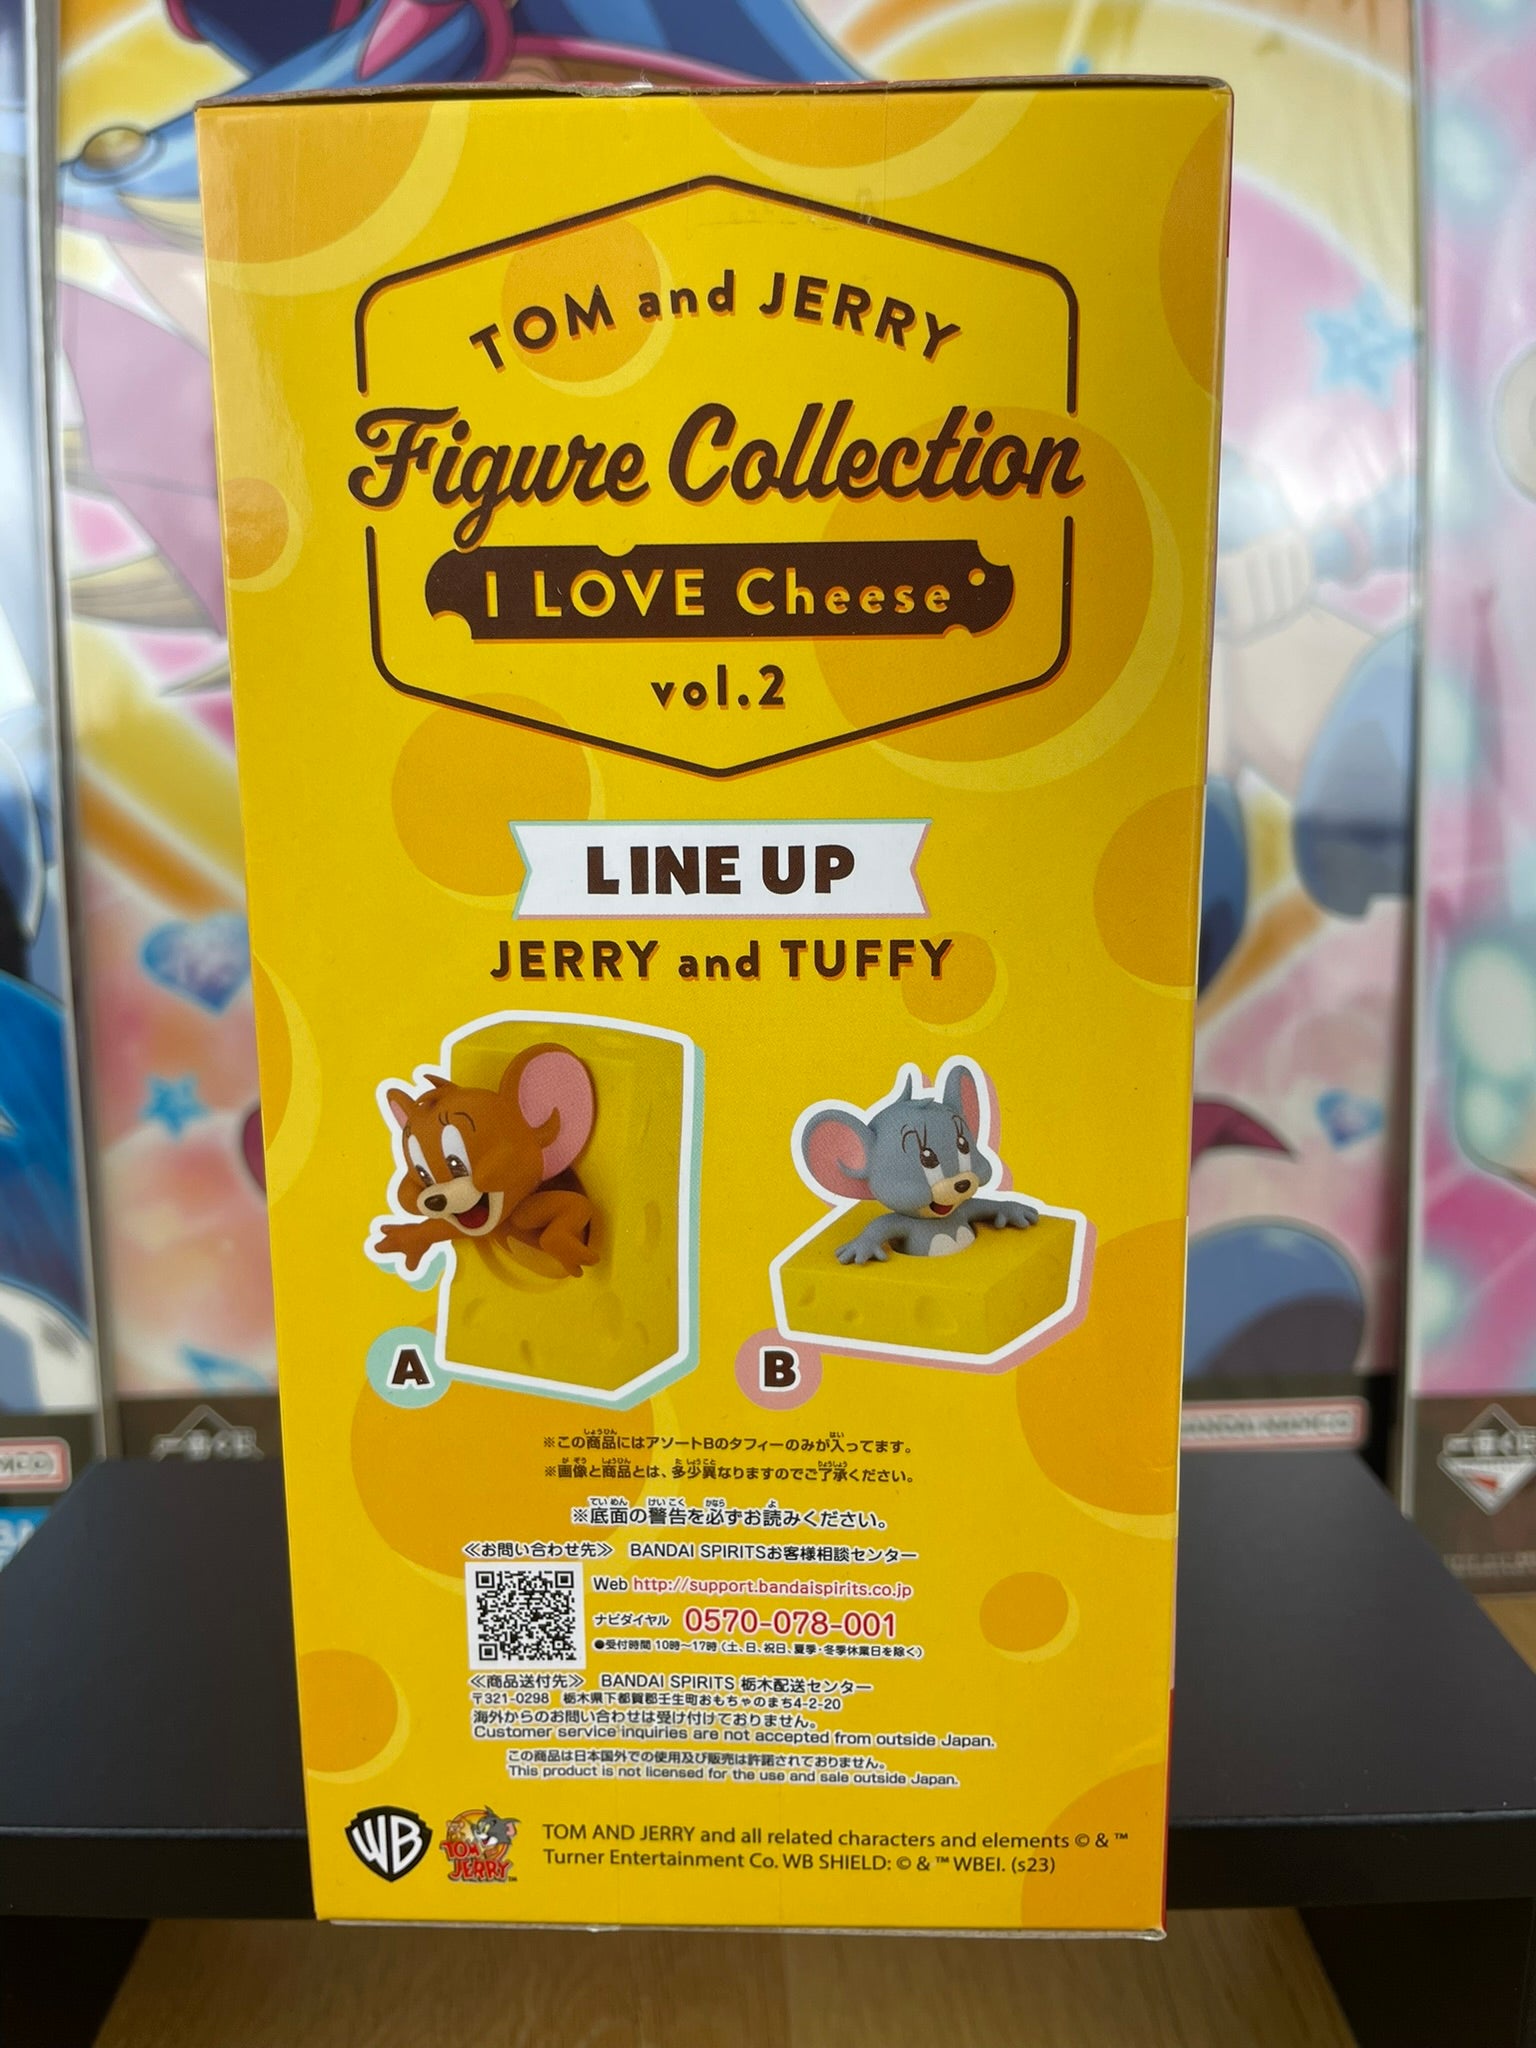 TOM and JERRY
Figure Collection
I LOVE Cheese
vol.2
LINE UP
JERRY and TUFFY
A
B
※この商品にはアソートBのタフィーのみが入ってます。
※画像と商品とは、多少異なりますのでご了承ください。
※底面の警告を必ずお読みください。
≪お問い合わせ先≫ BANDAI SPIRITSお客様相談センター
Web http://support.bandaispirits.co.jp
ナビダイヤル 0570-078-001
●受付時間 10時〜17時(土、日、祝日、夏季・冬季休業日を除く)
≪商品送付先≫ BANDAI SPIRITS 栃木配送センター
〒321-0298 栃木県下都賀郡壬生町おもちゃのまち4-2-20
海外からのお問い合わせは受け付けておりません。
Customer service inquiries are not accepted from outside Japan.
この商品は日本国外での使用及び販売は許諾されておりません。
This product is not licensed for the use and sale outside Japan.
WB
TOM and JERRY
TOM AND JERRY and all related characters and elements © & ™
Turner Entertainment Co. WB SHIELD: © & ™ WBEI. (s23)